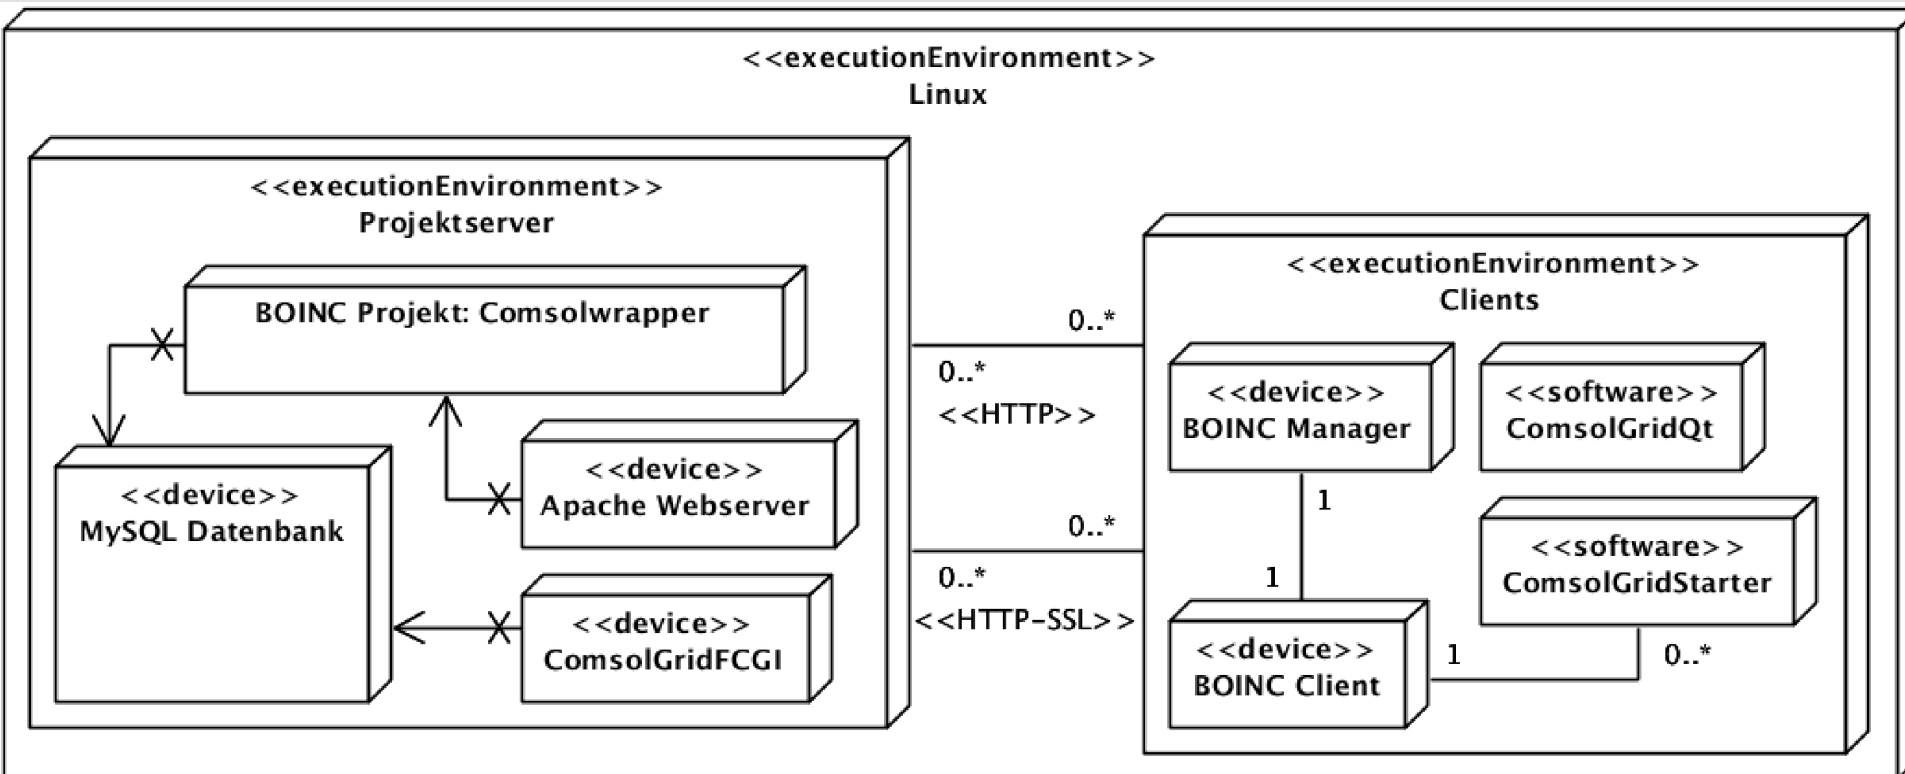 <<executionEnvironment>>
Linux
<<executionEnvironment>>
Projektserver
BOINC Projekt: Comsolwrapper
<<device>>
Apache Webserver
<<device>>
MySQL Datenbank
<<device>>
ComsolGridFCGI
0..*
0..*
<<HTTP>>
0..*
0..*
<<HTTP-SSL>>
<<executionEnvironment>>
Clients
<<device>>
BOINC Manager
<<software>>
ComsolGridQt
1
1
<<software>>
ComsolGridStarter
<<device>>
BOINC Client
1
0..*